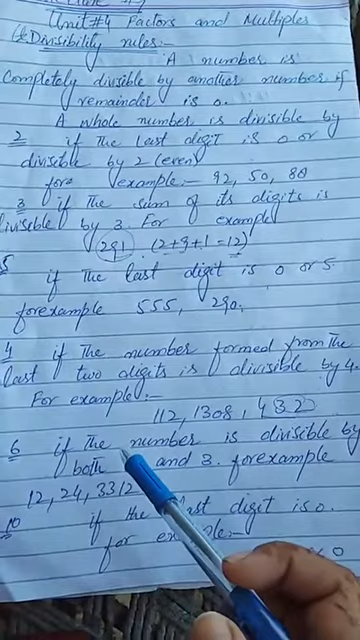 Unit #4 Factors and Multiples
Divisibility rules:-
A number is
Completely divisible by another number if
remainder is 0.
A whole number is divisible by
2 if the last digit is 0 or
divisible by 2 (even
for example:- 92, 50, 80
3 if the sum of its digits is
divisible by 3. For example
291 (2+9+1=12)
5
if the last digit is 0 or 5
forexample 555, 290.
4 if the number formed from the
last two digits is divisible by 4.
For example:-
112, 1308, 432
6 if the number is divisible by
both and 3. forexample
12, 24, 3312
10 if the last digit is 0.
for example:-